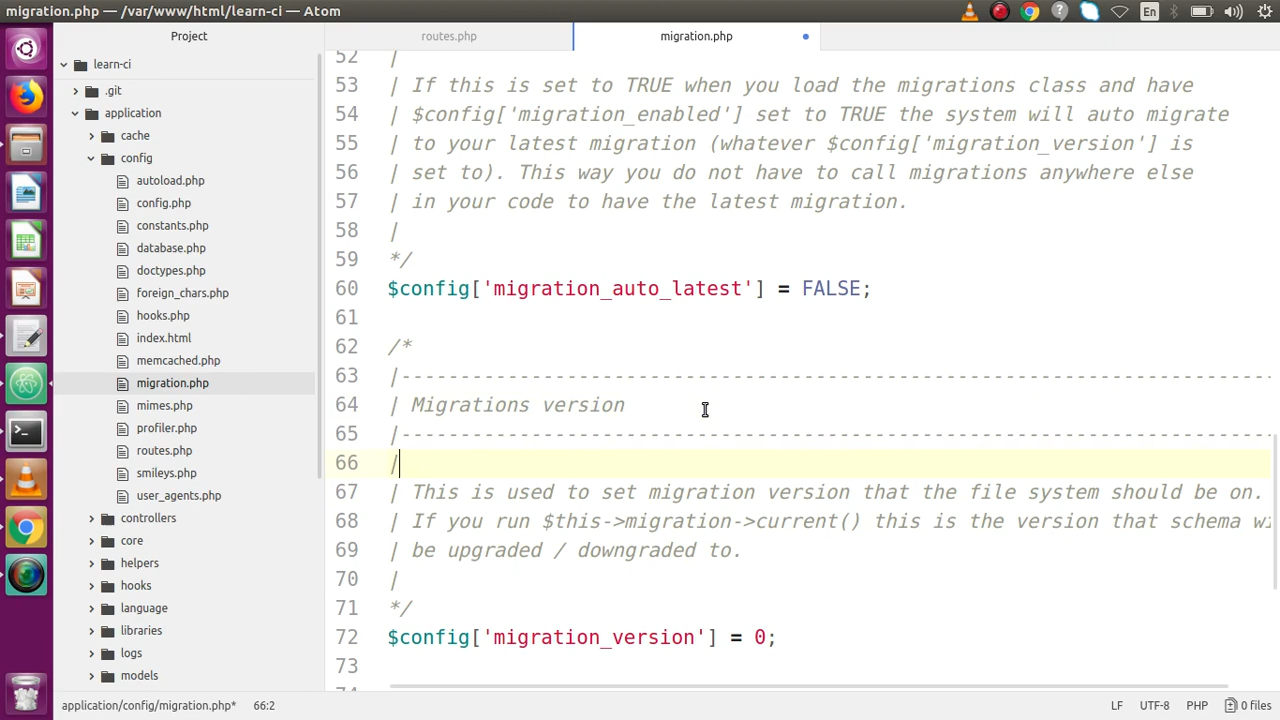 migration.php — /var/www/html/learn-ci — Atom
En
Project
routes.php
migration.php
learn-ci
.git
application
cache
config
autoload.php
config.php
constants.php
database.php
doctypes.php
foreign_chars.php
hooks.php
index.html
memcached.php
migration.php
mimes.php
profiler.php
routes.php
smileys.php
user_agents.php
controllers
core
helpers
hooks
language
libraries
logs
models
52 |
53 | If this is set to TRUE when you load the migrations class and have
54 | $config['migration_enabled'] set to TRUE the system will auto migrate
55 | to your latest migration (whatever $config['migration_version'] is
56 | set to). This way you do not have to call migrations anywhere else
57 | in your code to have the latest migration.
58 |
59 */
60 $config['migration_auto_latest'] = FALSE;
61
62 /*
63 |--------------------------------------------------------------------------
64 | Migrations version
65 |--------------------------------------------------------------------------
66 |
67 | This is used to set migration version that the file system should be on.
68 | If you run $this->migration->current() this is the version that schema wi
69 | be upgraded / downgraded to.
70 |
71 */
72 $config['migration_version'] = 0;
73
application/config/migration.php* 66:2
LF UTF-8 PHP 0 files